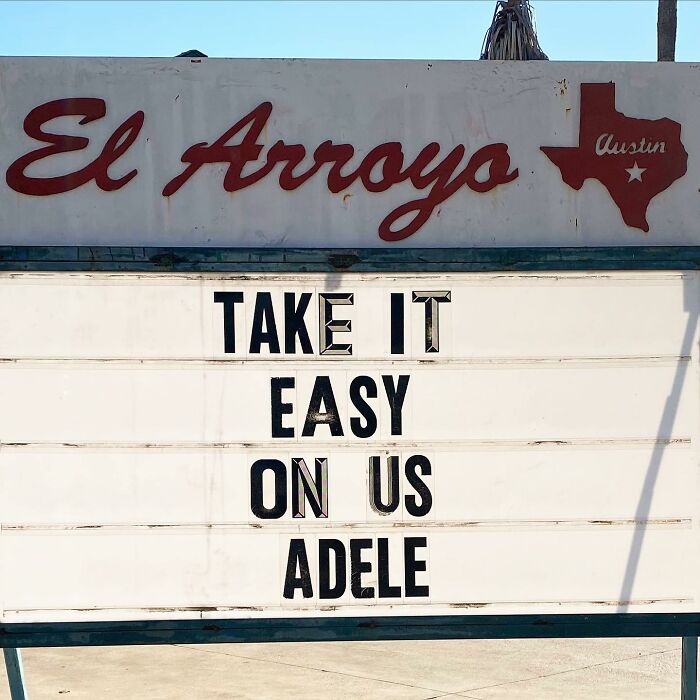 El Arroyo
Austin
TAKE IT
EASY
ON US
ADELE